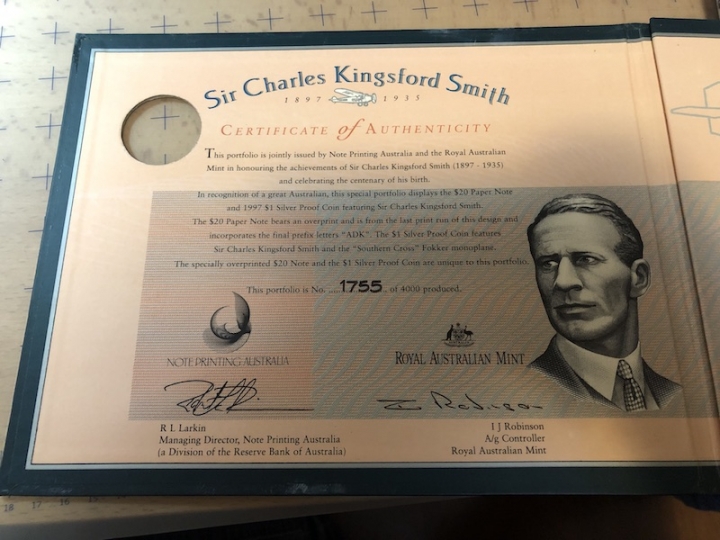 Sir Charles Kingsford Smith
1897 1935
CERTIFICATE of AUTHENTICITY
This portfolio is jointly issued by Note Printing Australia and the Royal Australian
Mint in honouring the achievements of Sir Charles Kingsford Smith (1897 - 1935)
and celebrating the centenary of his birth.
In recognition of a great Australian, this special portfolio displays the $20 Paper Note
and 1997 $1 Silver Proof Coin featuring Sir Charles Kingsford Smith.
The $20 Paper Note bears an overprint and is from the last print run of this design and
incorporates the final prefix letters "ADK". The $1 Silver Proof Coin features
Sir Charles Kingsford Smith and the "Southern Cross" Fokker monoplane.
The specially overprinted $20 Note and the $1 Silver Proof Coin are unique to this portfolio.
This portfolio is No. ....1755.. of 4000 produced.
NOTE PRINTING AUSTRALIA
ROYAL AUSTRALIAN MINT
R L Larkin
Managing Director, Note Printing Australia
(a Division of the Reserve Bank of Australia)
I J Robinson
A/g Controller
Royal Australian Mint
18 17 16